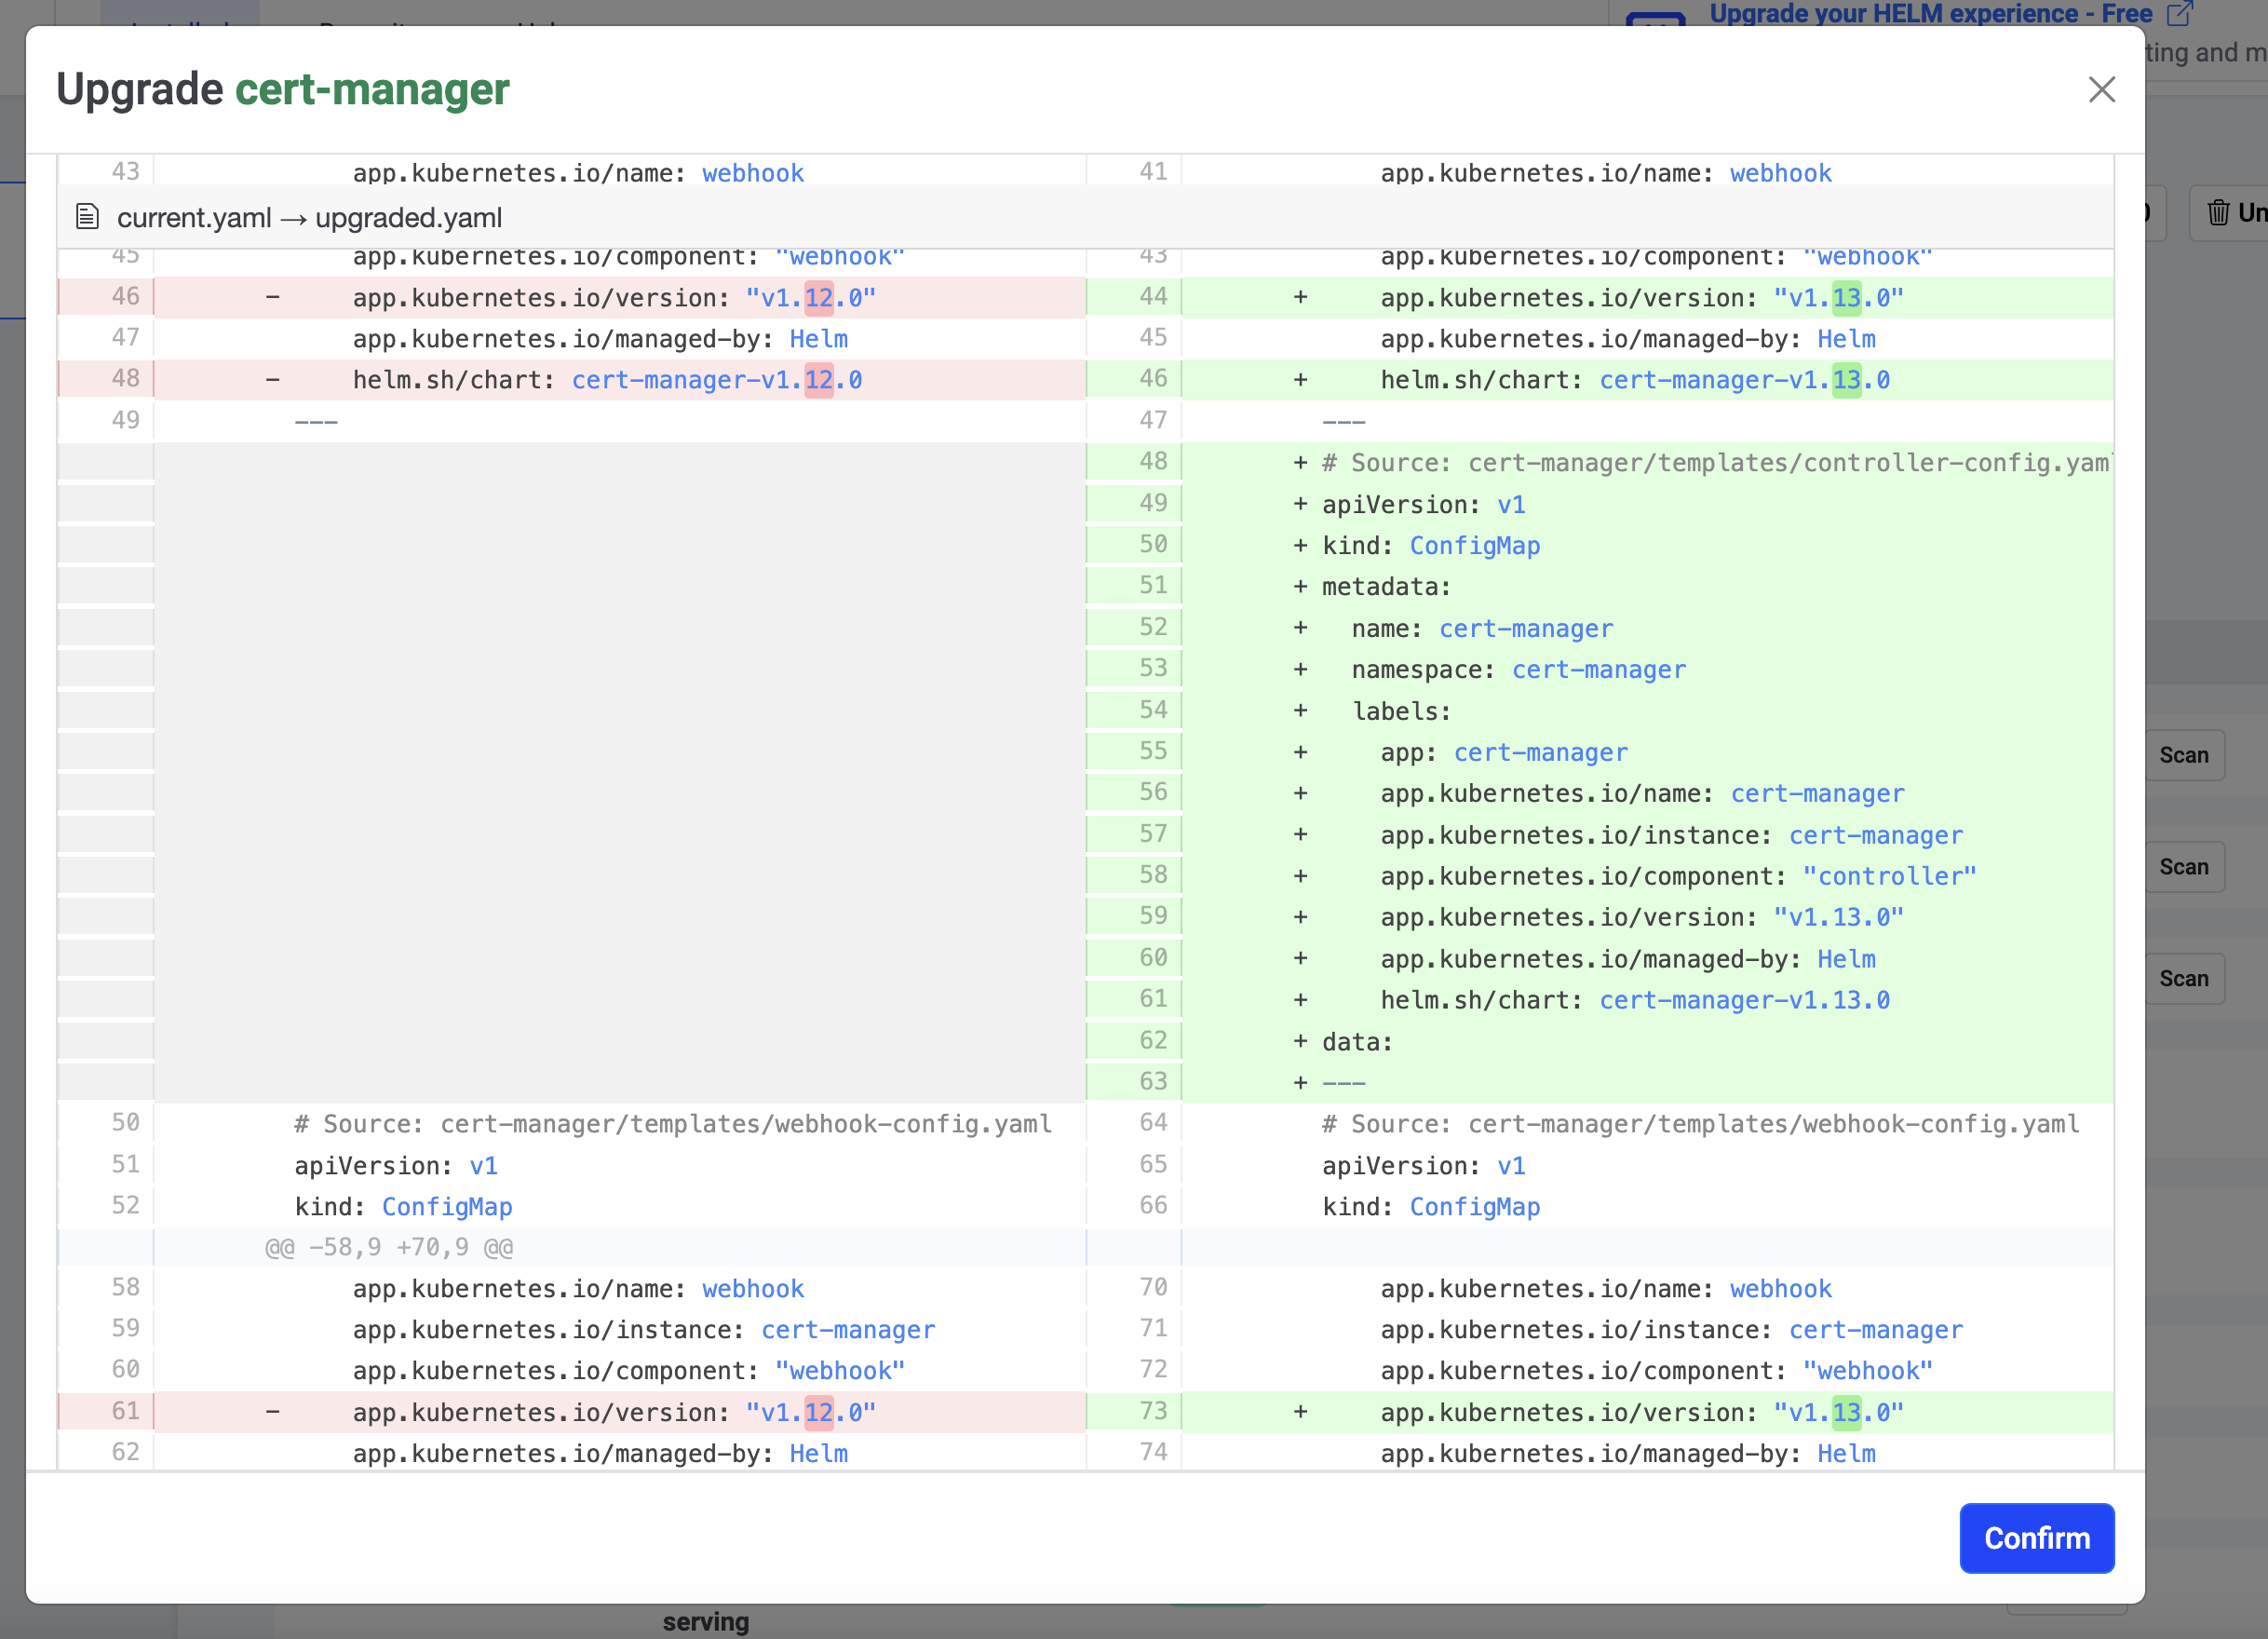 Upgrade your HELM experience - Free
ting and m
Upgrade cert-manager
43 app.kubernetes.io/name: webhook 41 app.kubernetes.io/name: webhook
current.yaml → upgraded.yaml
45 app.kubernetes.io/component: "webhook" 43 app.kubernetes.io/component: "webhook"
46 - app.kubernetes.io/version: "v1.12.0" 44 + app.kubernetes.io/version: "v1.13.0"
47 app.kubernetes.io/managed-by: Helm 45 app.kubernetes.io/managed-by: Helm
48 - helm.sh/chart: cert-manager-v1.12.0 46 + helm.sh/chart: cert-manager-v1.13.0
49 --- 47 ---
48 + # Source: cert-manager/templates/controller-config.yaml
49 + apiVersion: v1
50 + kind: ConfigMap
51 + metadata:
52 + name: cert-manager
53 + namespace: cert-manager
54 + labels:
55 + app: cert-manager
56 + app.kubernetes.io/name: cert-manager
57 + app.kubernetes.io/instance: cert-manager
58 + app.kubernetes.io/component: "controller"
59 + app.kubernetes.io/version: "v1.13.0"
60 + app.kubernetes.io/managed-by: Helm
61 + helm.sh/chart: cert-manager-v1.13.0
62 + data:
63 + ---
50 # Source: cert-manager/templates/webhook-config.yaml 64 # Source: cert-manager/templates/webhook-config.yaml
51 apiVersion: v1 65 apiVersion: v1
52 kind: ConfigMap 66 kind: ConfigMap
@@ -58,9 +70,9 @@
58 app.kubernetes.io/name: webhook 70 app.kubernetes.io/name: webhook
59 app.kubernetes.io/instance: cert-manager 71 app.kubernetes.io/instance: cert-manager
60 app.kubernetes.io/component: "webhook" 72 app.kubernetes.io/component: "webhook"
61 - app.kubernetes.io/version: "v1.12.0" 73 + app.kubernetes.io/version: "v1.13.0"
62 app.kubernetes.io/managed-by: Helm 74 app.kubernetes.io/managed-by: Helm
Un
Scan
Scan
Scan
Confirm
serving